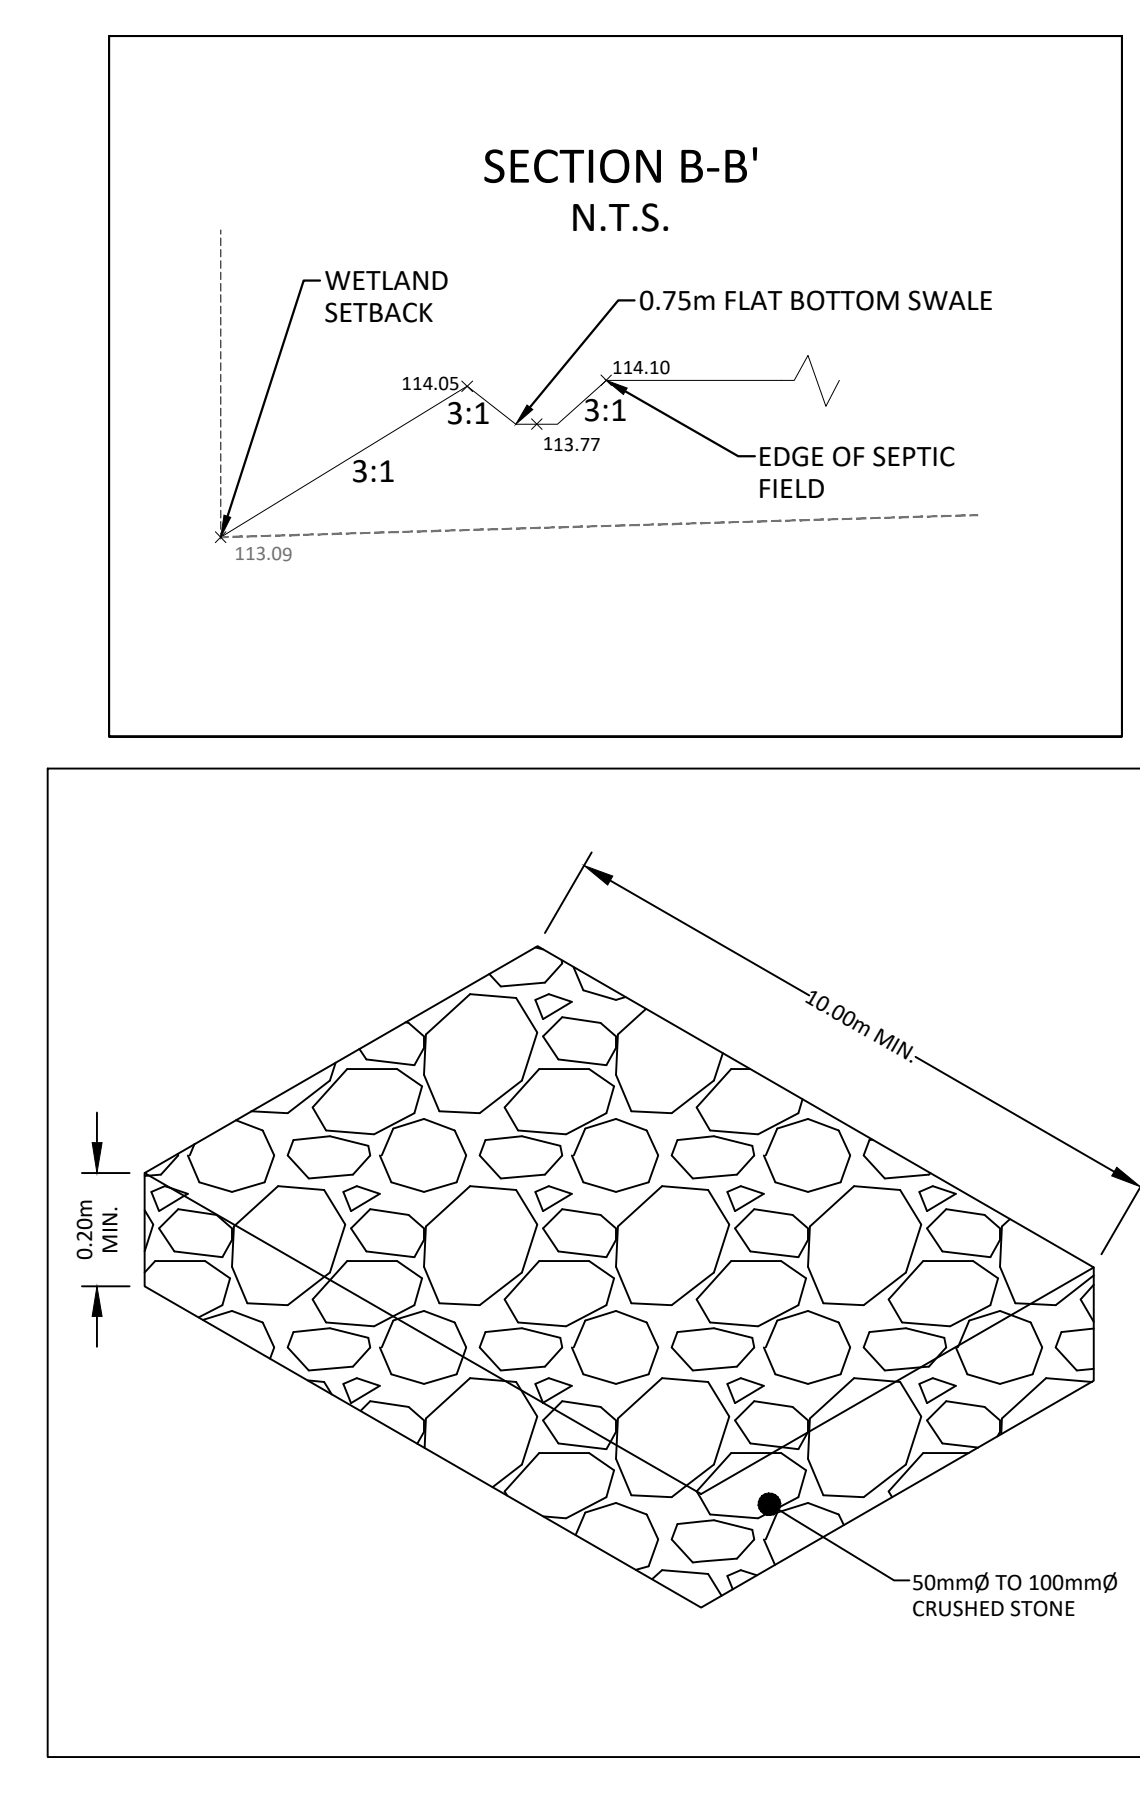 SECTION B-B'
N.T.S.
WETLAND
SETBACK
0.75m FLAT BOTTOM SWALE
114.05
114.10
3:1
3:1
113.77
3:1
EDGE OF SEPTIC
FIELD
113.09
10.00m MIN.
0.20m
MIN.
50mmØ TO 100mmØ
CRUSHED STONE